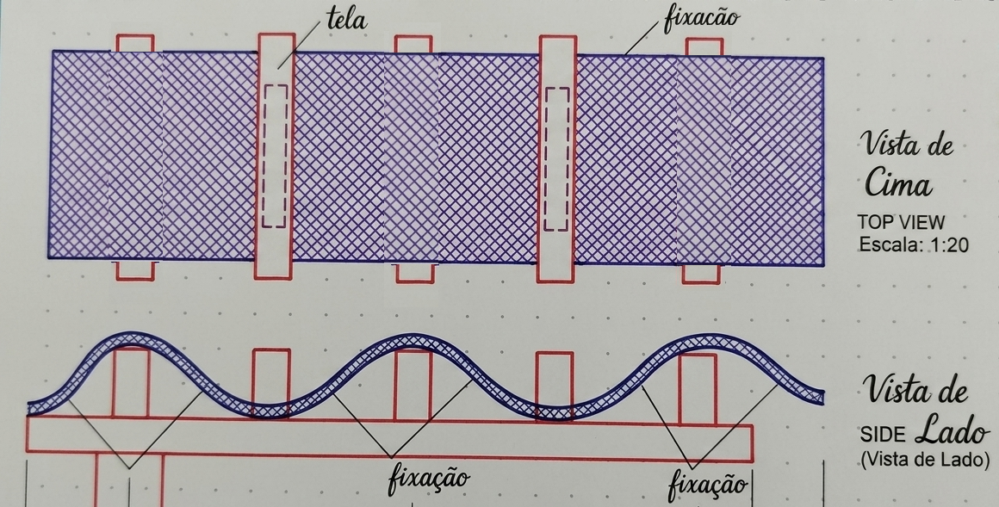 tela
fixacão
Vista de
Cima
TOP VIEW
Escala: 1:20
Vista de
SIDE Lado
(Vista de Lado)
fixação
fixação